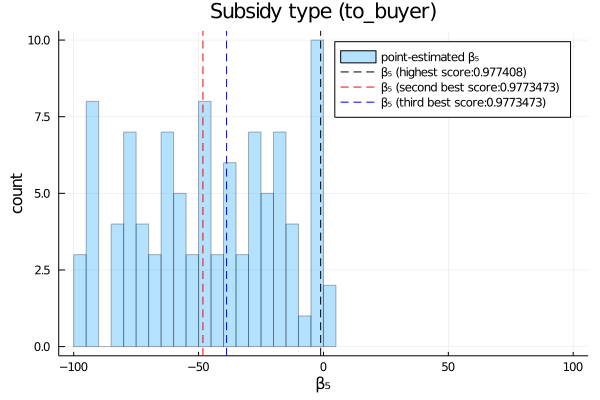 Subsidy type (to_buyer)
10.0
7.5
5.0
2.5
0.0
count
point-estimated β₅
β₅ (highest score:0.977408)
β₅ (second best score:0.9773473)
β₅ (third best score:0.9773473)
−100 −50 0 50 100
β₅